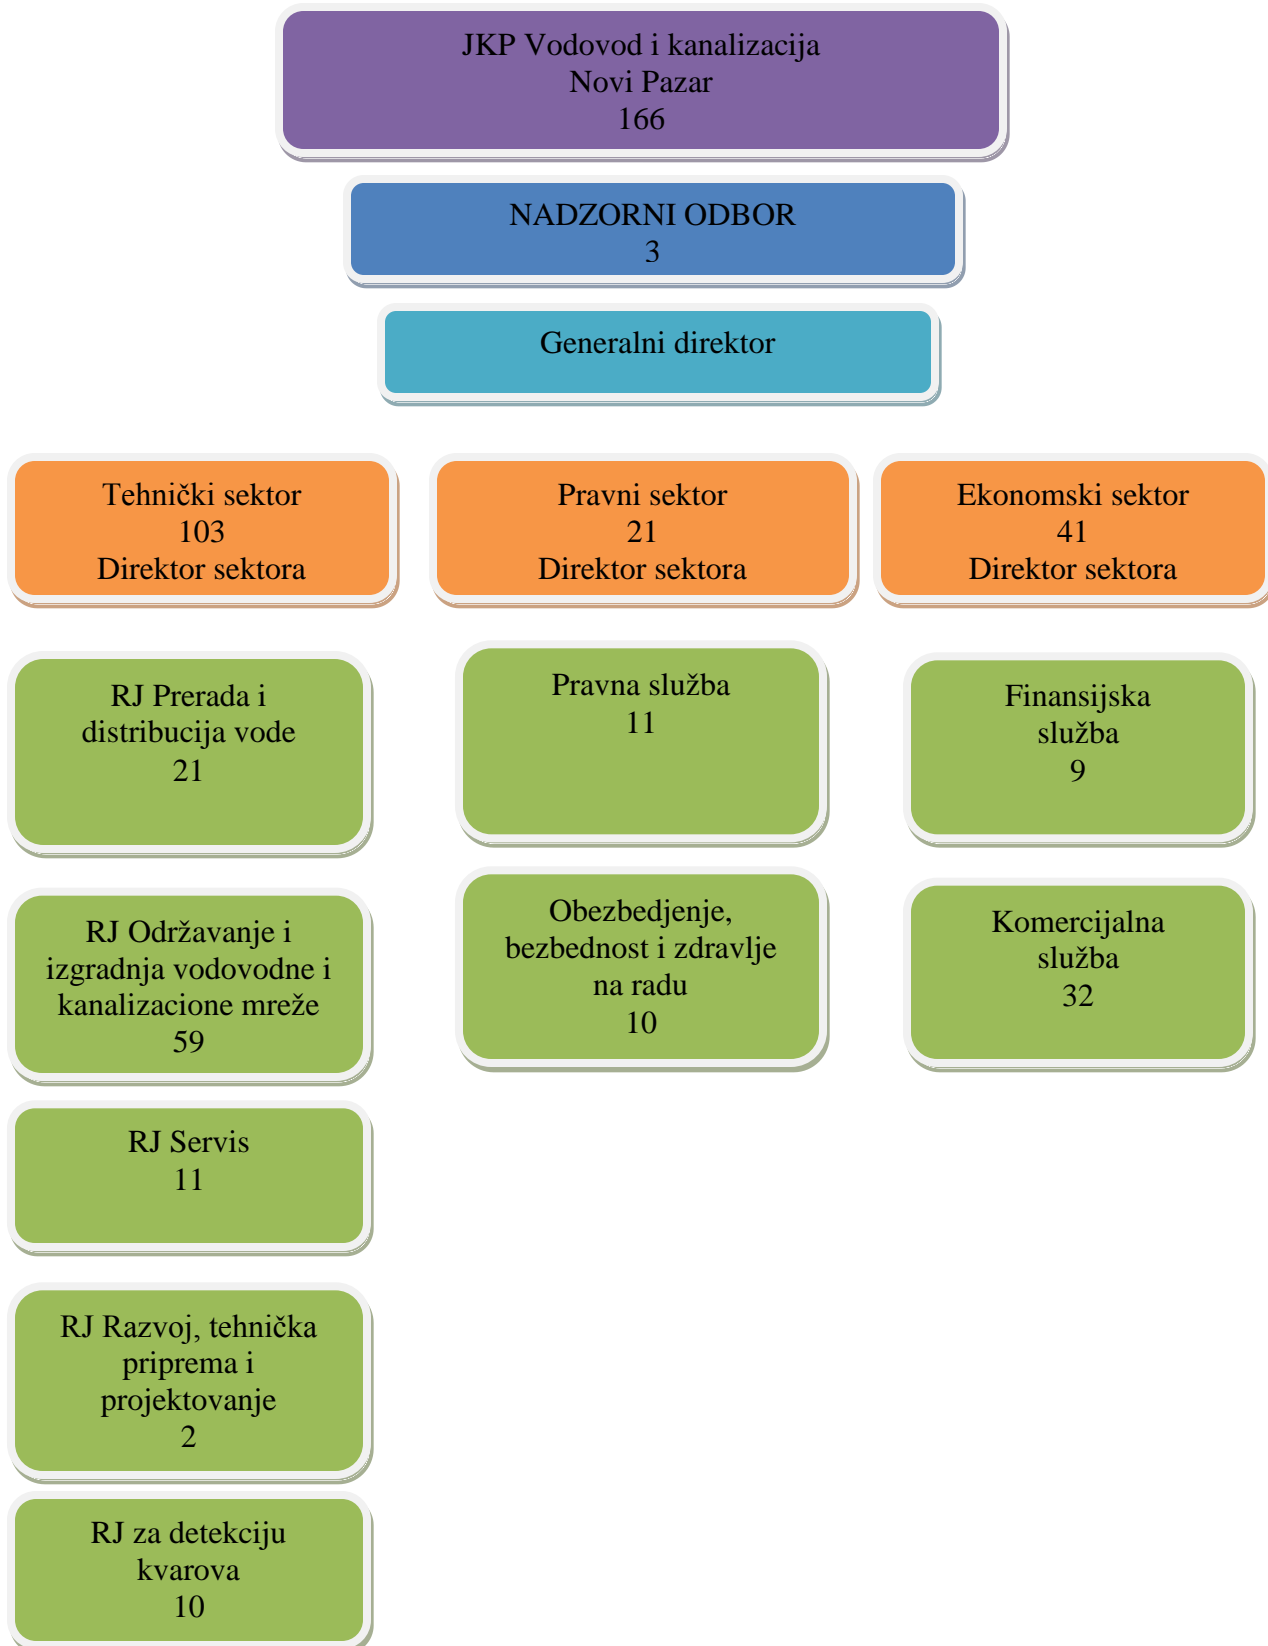 JKP Vodovod i kanalizacija
Novi Pazar
166
NADZORNI ODBOR
3
Generalni direktor
Tehnički sektor
103
Direktor sektora
Pravni sektor
21
Direktor sektora
Ekonomski sektor
41
Direktor sektora
RJ Prerada i
distribucija vode
21
Pravna služba
11
Finansijska
služba
9
RJ Održavanje i
izgradnja vodovodne i
kanalizacione mreže
59
Obezbedjenje,
bezbednost i zdravlje
na radu
10
Komercijalna
služba
32
RJ Servis
11
RJ Razvoj, tehnička
priprema i
projektovanje
2
RJ za detekciju
kvarova
10